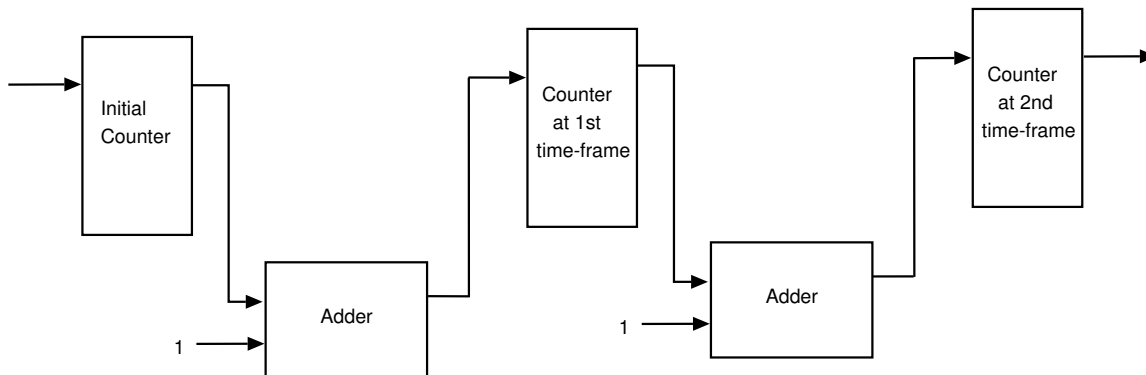 Initial
Counter
1
Adder
Counter
at 1st
time-frame
1
Adder
Counter
at 2nd
time-frame